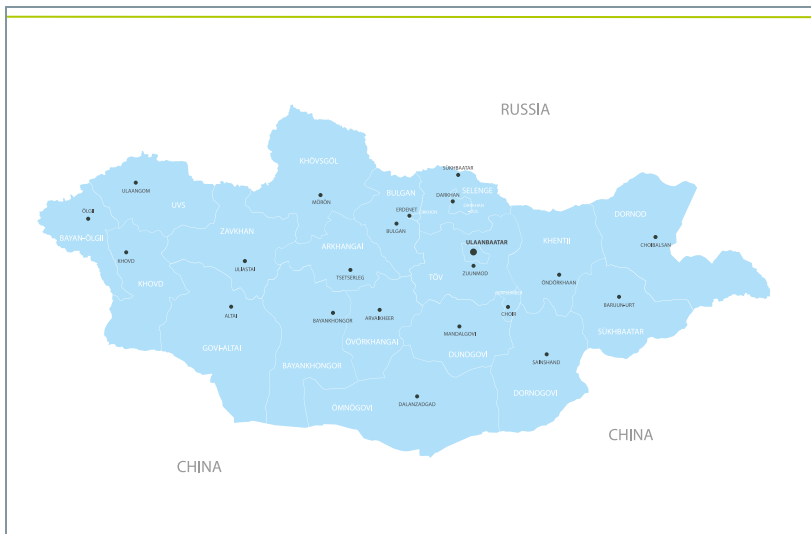 RUSSIA
KHÖVSGÖL
SÜKHBAATAR
ULAANGOM
UVS
MÖRÖN
BULGAN
SELENGE
DARKHAN
ÖLGII
ERDENET
BULGAN
DORNOD
BAYAN-ÖLGII
ZAVKHAN
ARKHANGAI
ULAANBAATAR
KHENTII
CHOIBALSAN
KHOVD
ULIASTAI
TSETSERLEG
TÖV
ZUUNMOD
ÖNDÖRKHAAN
KHOVD
ALTAI
BAYANKHONGOR
ARVAIKHEER
CHOIR
BARUUN-URT
MANDALGOVI
SÜKHBAATAR
GOVI-ALTAI
ÖVÖRKHANGAI
DUNDGOVI
SAINSHAND
BAYANKHONGOR
DORNOGOVI
ÖMNÖGOVI
DALANZADGAD
CHINA
CHINA